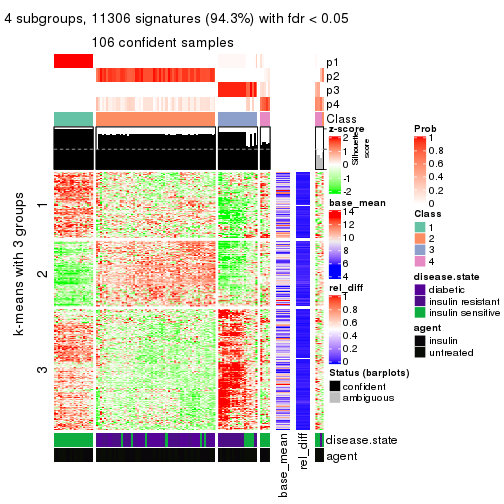 4 subgroups, 11306 signatures (94.3%) with fdr < 0.05
106 confident samples
p1
p2
p3
p4
Class
z-score
2
1
0
-1
-2
Silhouette
score
base_mean
14
12
10
8
6
4
rel_diff
1
0.8
0.6
0.4
0.2
0
Status (barplots)
confident
ambiguous
Prob
1
0.8
0.6
0.4
0.2
0
Class
1
2
3
4
disease.state
diabetic
insulin resistant
insulin sensitive
agent
insulin
untreated
k-means with 3 groups
1
2
3
disease.state
agent
base_mean
rel_diff